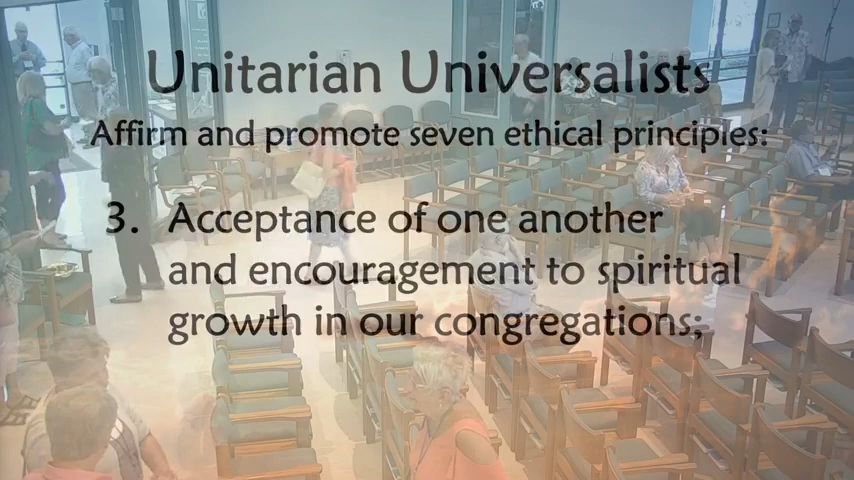 Unitarian Universalists
Affirm and promote seven ethical principles:
3. Acceptance of one another
and encouragement to spiritual
growth in our congregations;